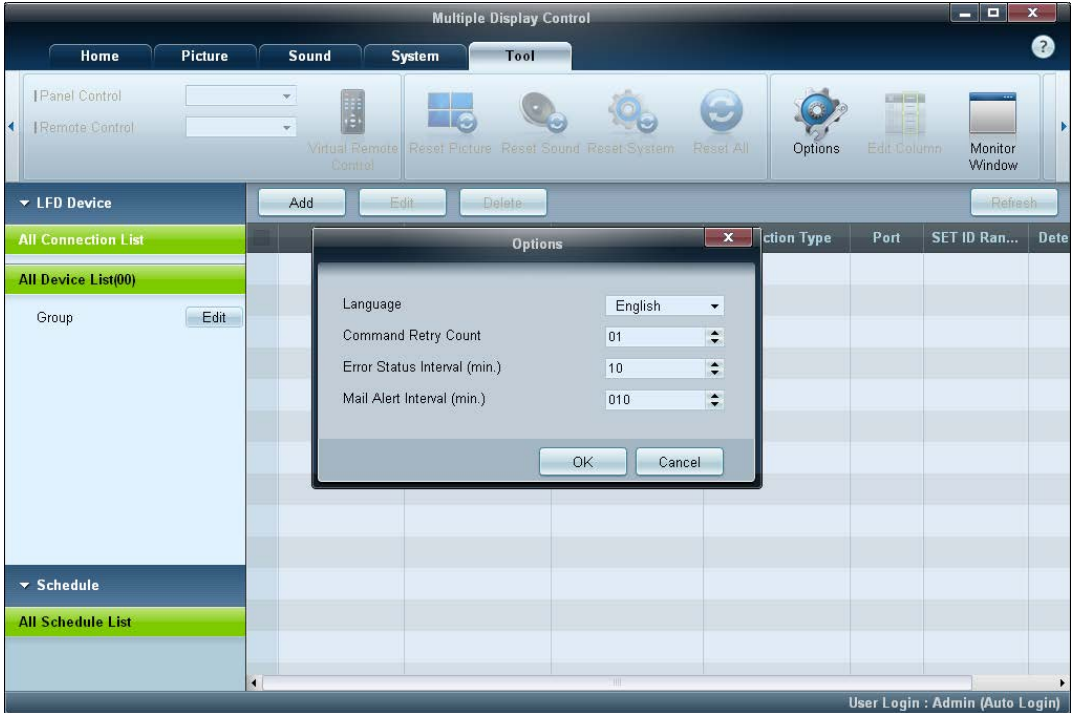 Multiple Display Control
Home Picture Sound System Tool
Panel Control
Remote Control
Virtual Remote Control
Reset Picture
Reset Sound
Reset System
Reset All
Options
Edit Column
Monitor Window
LFD Device
Add Edit Delete Refresh
All Connection List
ction Type Port SET ID Ran... Dete
All Device List(00)
Group Edit
Options
Language English
Command Retry Count 01
Error Status Interval (min.) 10
Mail Alert Interval (min.) 010
OK Cancel
Schedule
All Schedule List
User Login : Admin (Auto Login)